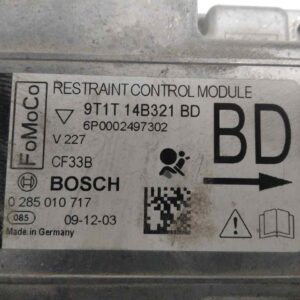 FoMoCo
RESTRAINT CONTROL MODULE
9T1T 14B321 BD
6P0002497302
V 227
CF33B
BD
BOSCH
0 285 010 717
085
09-12-03
Made in Germany